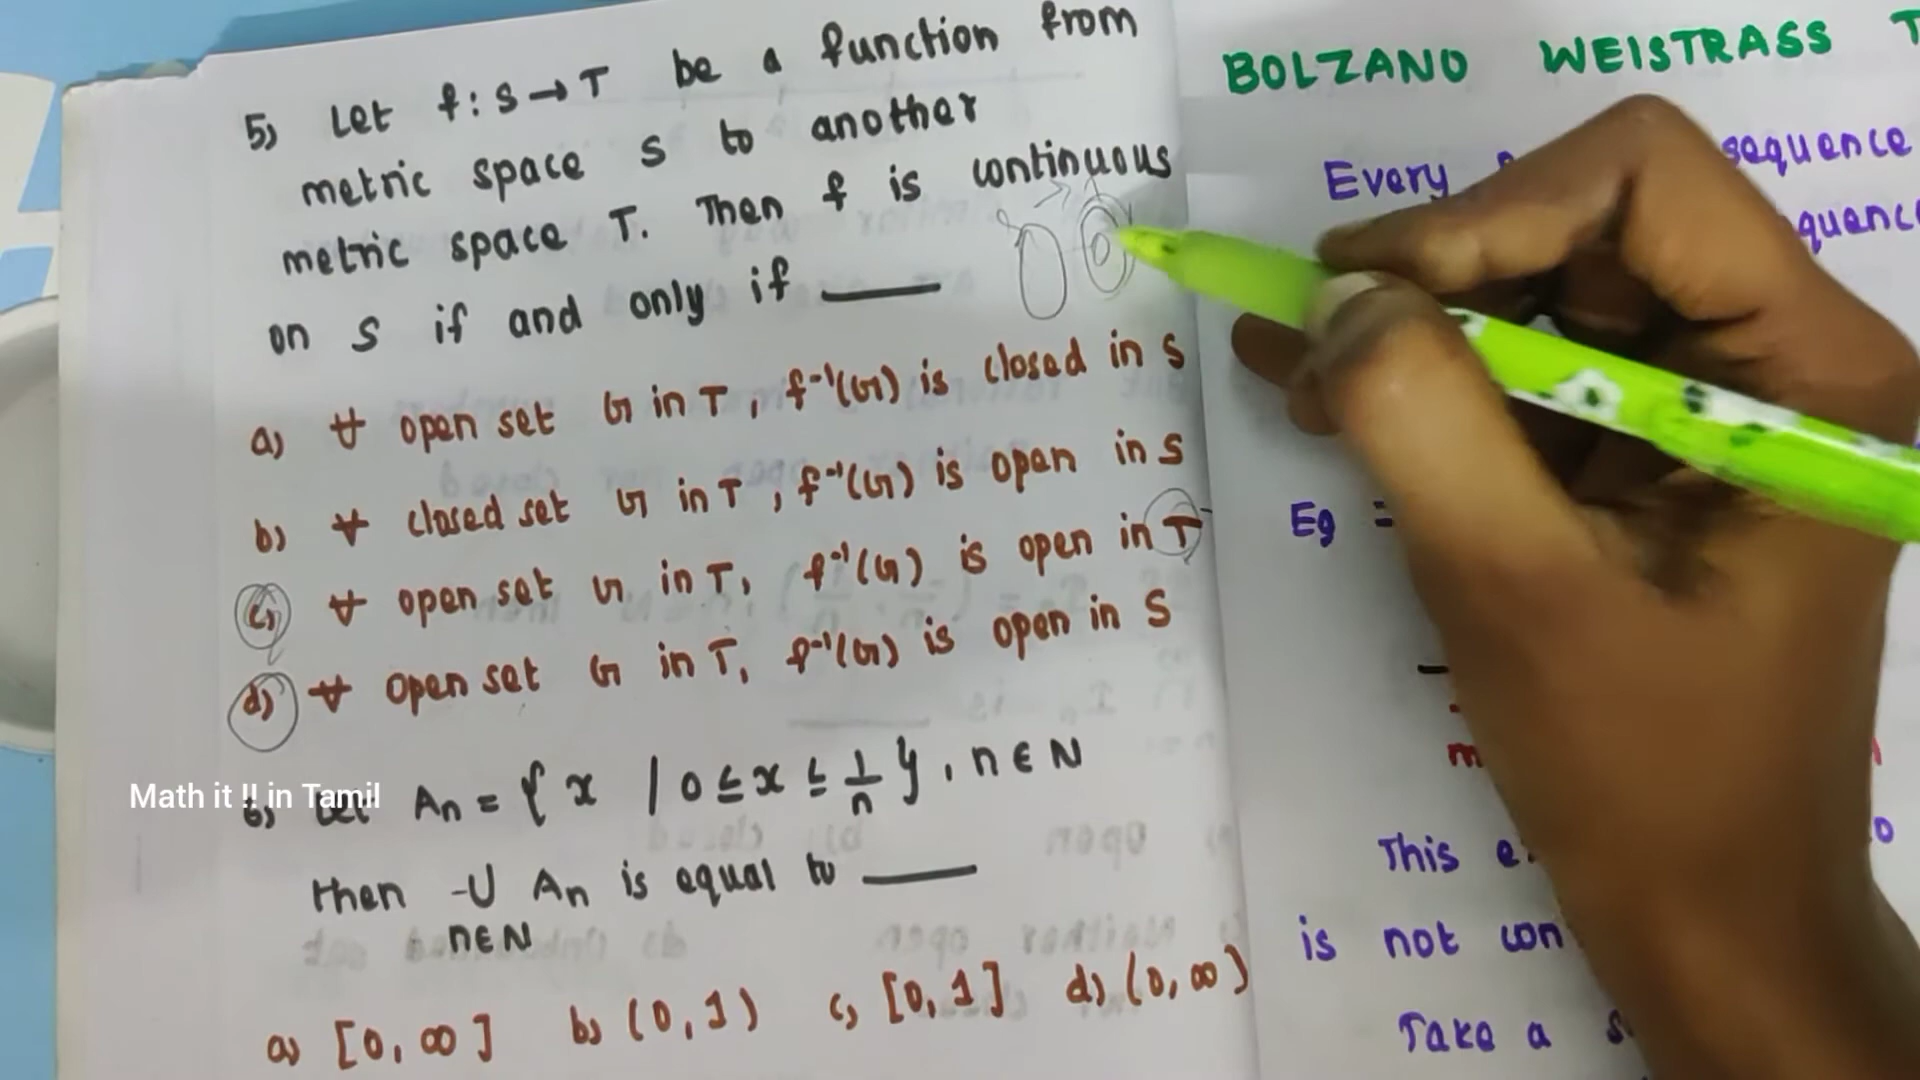 5) Let f : S → T be a function from
metric space S to another
metric space T. Then f is continuous
on S if and only if ____
a) ∀ open set G in T, f⁻¹(G) is closed in S
b) ∀ closed set G in T, f⁻¹(G) is open in S
c) ∀ open set G in T, f⁻¹(G) is open in T
d) ∀ open set G in T, f⁻¹(G) is open in S
Math it !! in Tamil
6) Let An = { x / 0 ≤ x ≤ 1/n }, n ∈ N
then -∪ An is equal to ____
n∈N
a) [0, ∞] b) (0, 1) c) [0, 1] d) (0, ∞)
BOLZANO WEISTRASS T
Every sequence
Eg =
This
is not con
Take a